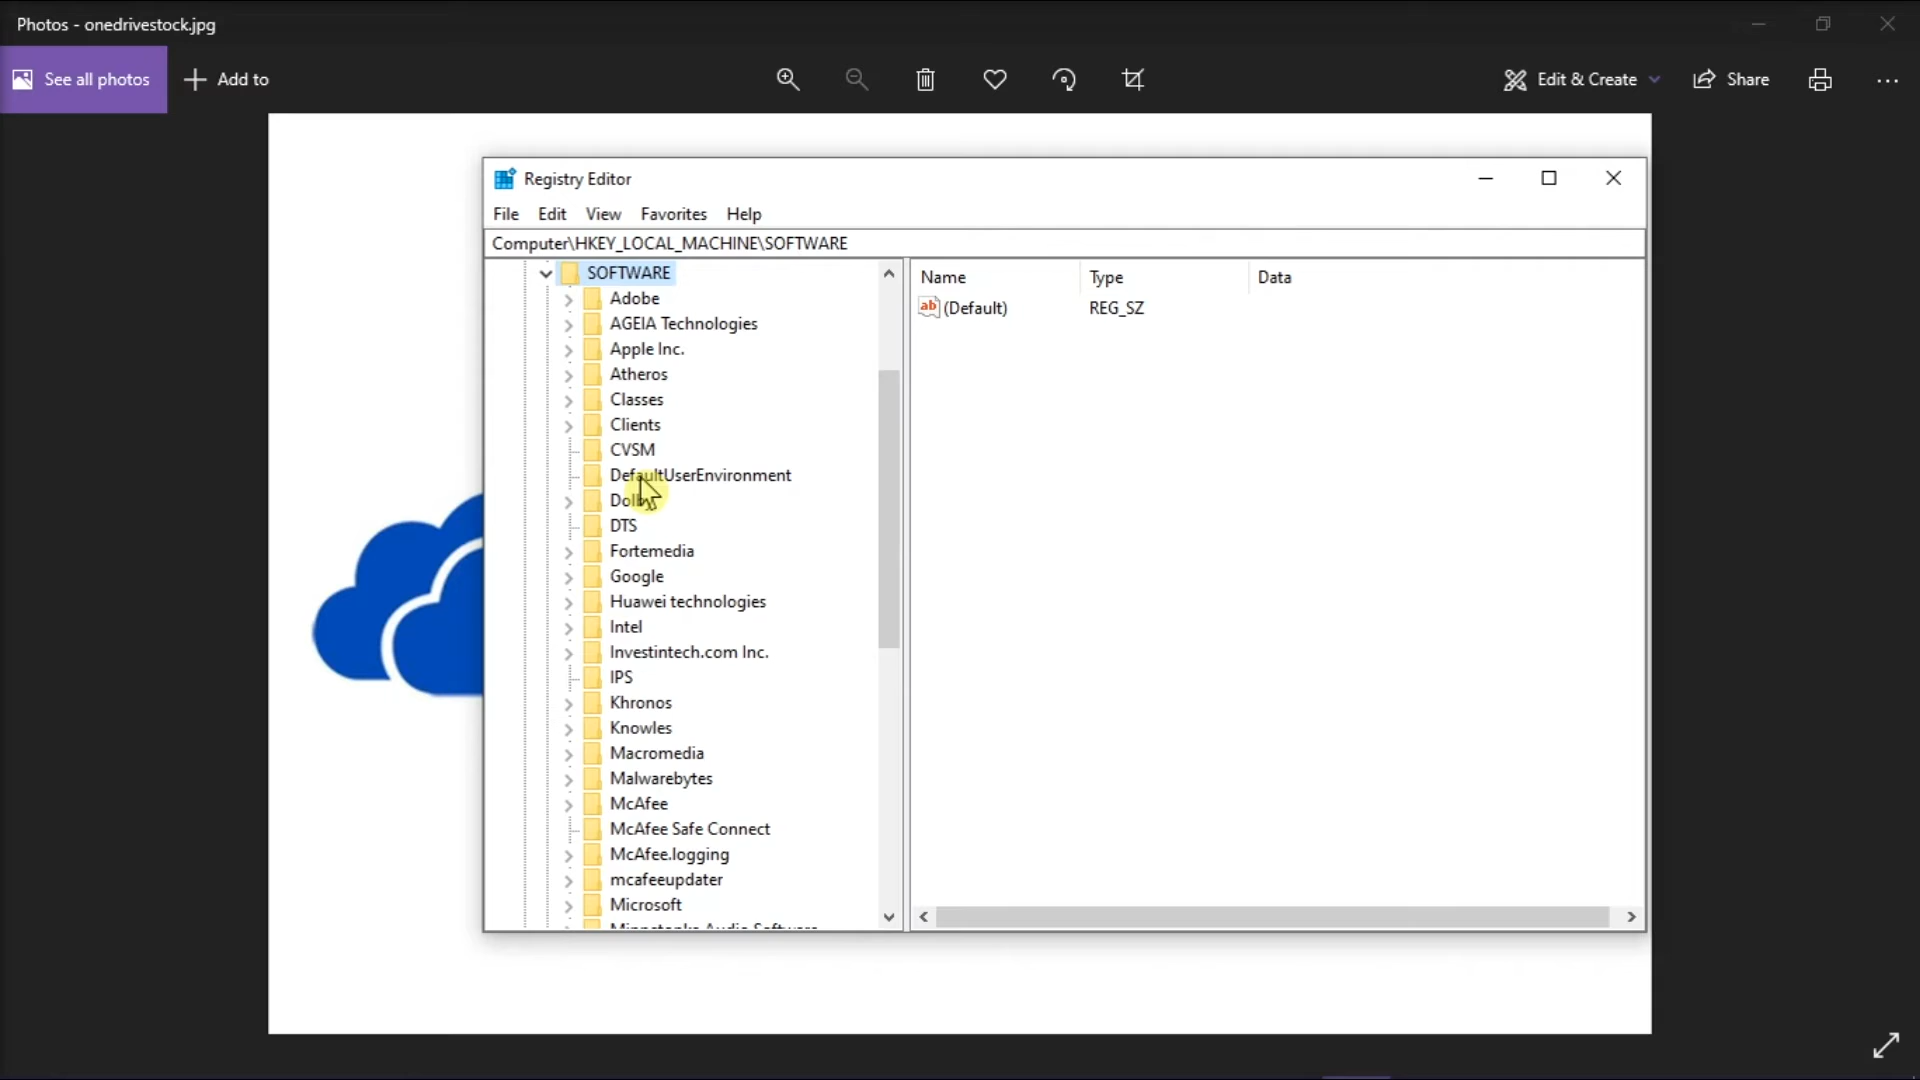 Photos - onedrivestock.jpg
See all photos
Add to
Edit & Create
Share
Registry Editor
File Edit View Favorites Help
Computer\HKEY_LOCAL_MACHINE\SOFTWARE
SOFTWARE
Adobe
AGEIA Technologies
Apple Inc.
Atheros
Classes
Clients
CVSM
DefaultUserEnvironment
Dolby
DTS
Fortemedia
Google
Huawei technologies
Intel
Investintech.com Inc.
IPS
Khronos
Knowles
Macromedia
Malwarebytes
McAfee
McAfee Safe Connect
McAfee.logging
mcafeeupdater
Microsoft
Name Type Data
ab (Default) REG_SZ